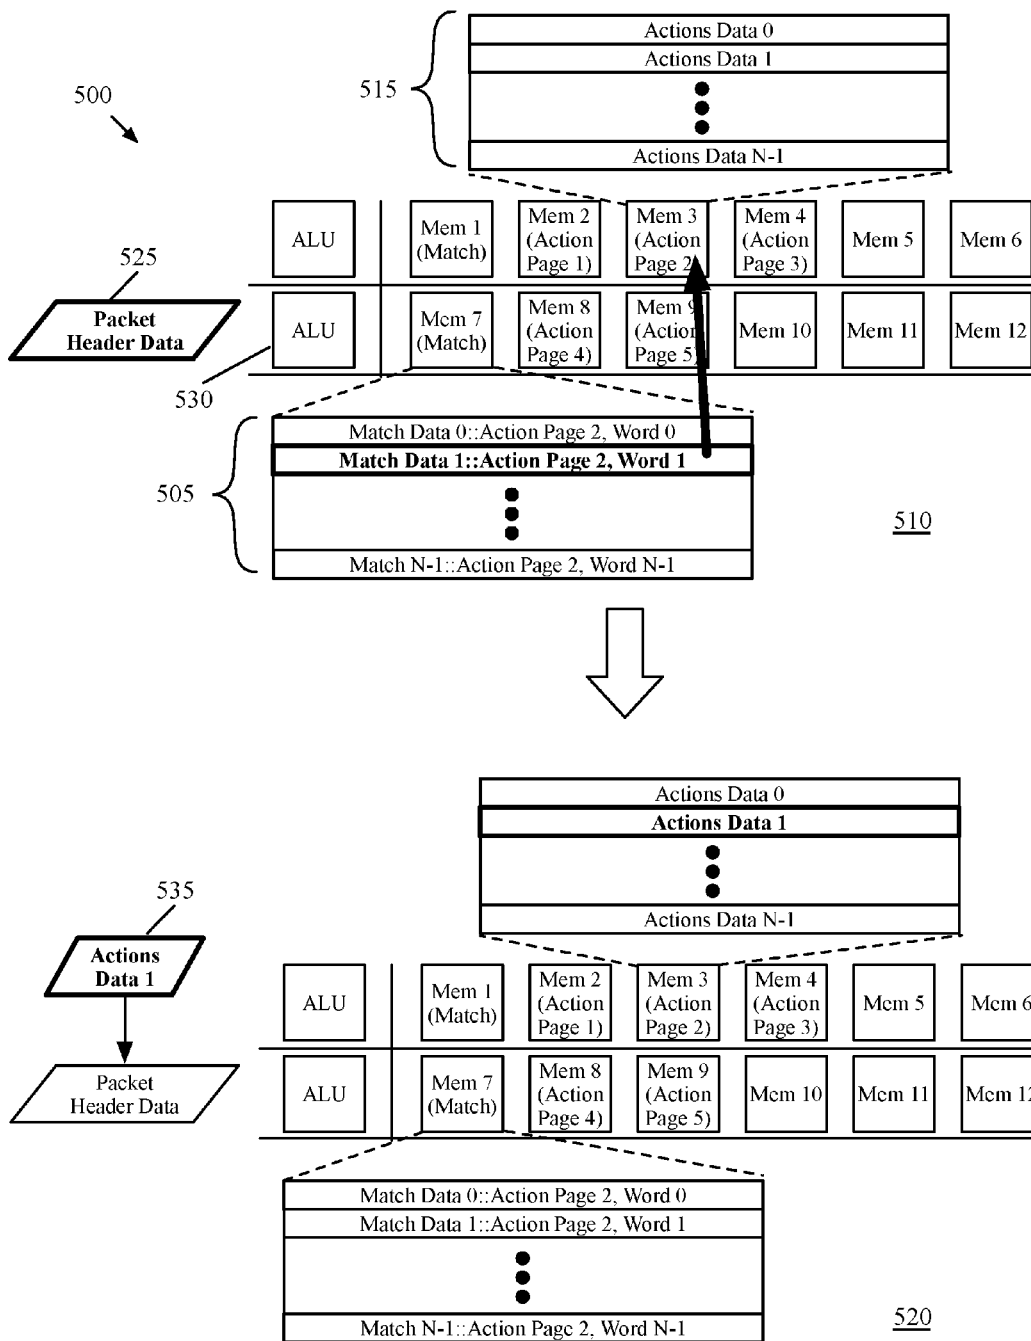 Actions Data 0
Actions Data 1
515
500
Actions Data N-1
ALU
Mem 1
(Match)
Mem 2
(Action
Page 1)
Mem 3
(Action
Page 2
Mem 4
(Action
Page 3)
Mem 5
Mem 6
525
Packet
Header Data
ALU
Mem 7
(Match)
Mem 8
(Action
Page 4)
Mem 9
(Action
Page 5)
Mem 10
Mem 11
Mem 12
530
Match Data 0::Action Page 2, Word 0
Match Data 1::Action Page 2, Word 1
505
510
Match N-1::Action Page 2, Word N-1
Actions Data 0
Actions Data 1
535
Actions Data N-1
Actions
Data 1
ALU
Mem 1
(Match)
Mem 2
(Action
Page 1)
Mem 3
(Action
Page 2)
Mem 4
(Action
Page 3)
Mem 5
Mem 6
Packet
Header Data
ALU
Mem 7
(Match)
Mem 8
(Action
Page 4)
Mem 9
(Action
Page 5)
Mem 10
Mem 11
Mem 12
Match Data 0::Action Page 2, Word 0
Match Data 1::Action Page 2, Word 1
520
Match N-1::Action Page 2, Word N-1